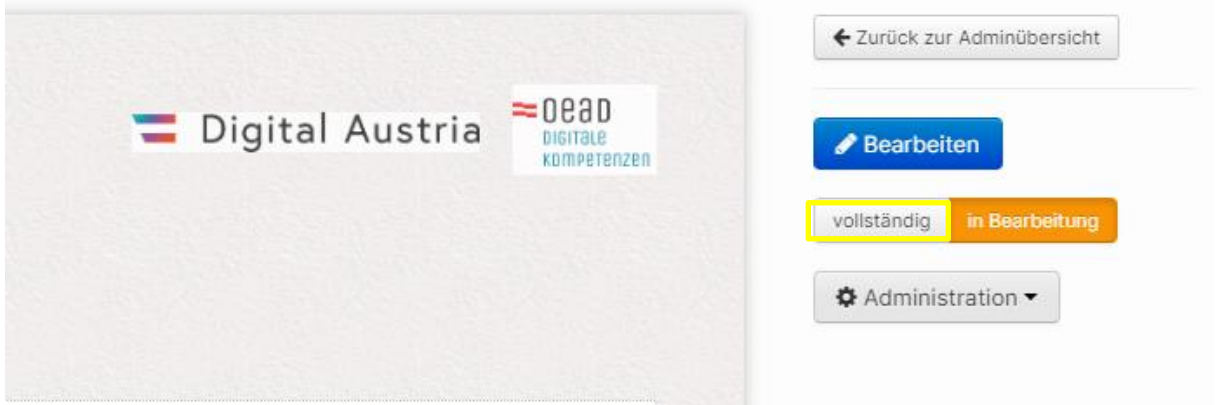 Zurück zur Adminübersicht
Digital Austria
OeaD
DIGITALE
KOMPETENZEN
Bearbeiten
vollständig in Bearbeitung
Administration